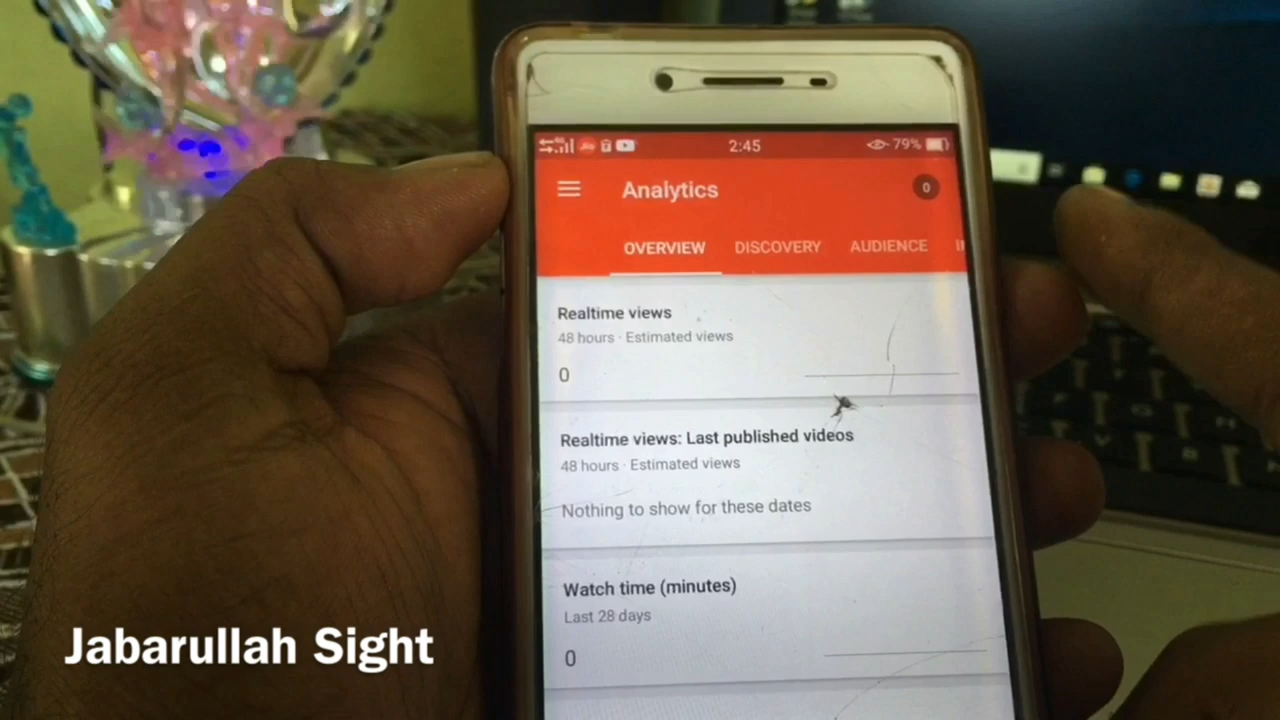 2:45
79%
Analytics
0
OVERVIEW DISCOVERY AUDIENCE
Realtime views
48 hours · Estimated views
0
Realtime views: Last published videos
48 hours · Estimated views
Nothing to show for these dates
Watch time (minutes)
Last 28 days
0
Jabarullah Sight